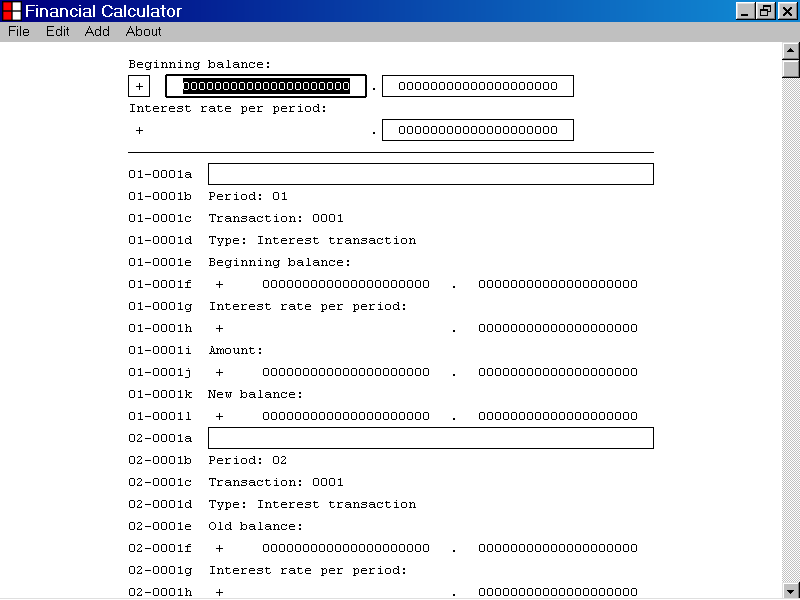 Financial Calculator
File Edit Add About
Beginning balance:
+ 000000000000000000000 . 00000000000000000000
Interest rate per period:
+ . 00000000000000000000
01-0001a
01-0001b Period: 01
01-0001c Transaction: 0001
01-0001d Type: Interest transaction
01-0001e Beginning balance:
01-0001f + 000000000000000000000 . 00000000000000000000
01-0001g Interest rate per period:
01-0001h + . 00000000000000000000
01-0001i Amount:
01-0001j + 000000000000000000000 . 00000000000000000000
01-0001k New balance:
01-0001l + 000000000000000000000 . 00000000000000000000
02-0001a
02-0001b Period: 02
02-0001c Transaction: 0001
02-0001d Type: Interest transaction
02-0001e Old balance:
02-0001f + 000000000000000000000 . 00000000000000000000
02-0001g Interest rate per period:
02-0001h + . 00000000000000000000